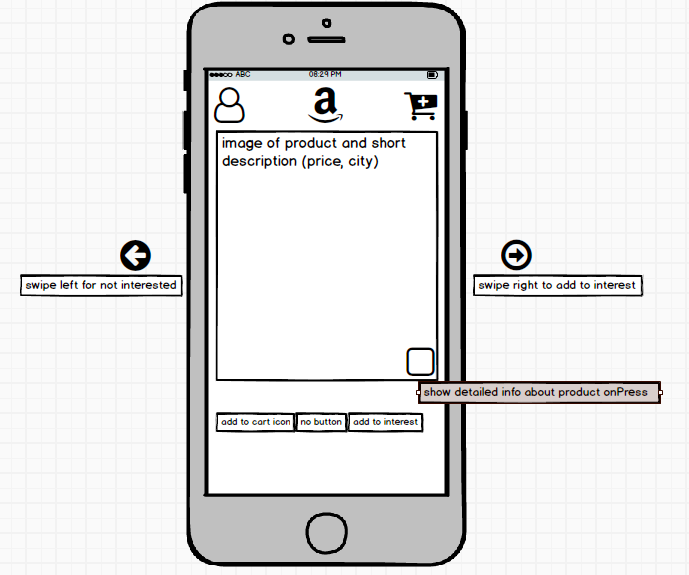 ABC 08:29 PM
a
image of product and short
description (price, city)
swipe left for not interested
swipe right to add to interest
show detailed info about product onPress
add to cart icon no button add to interest